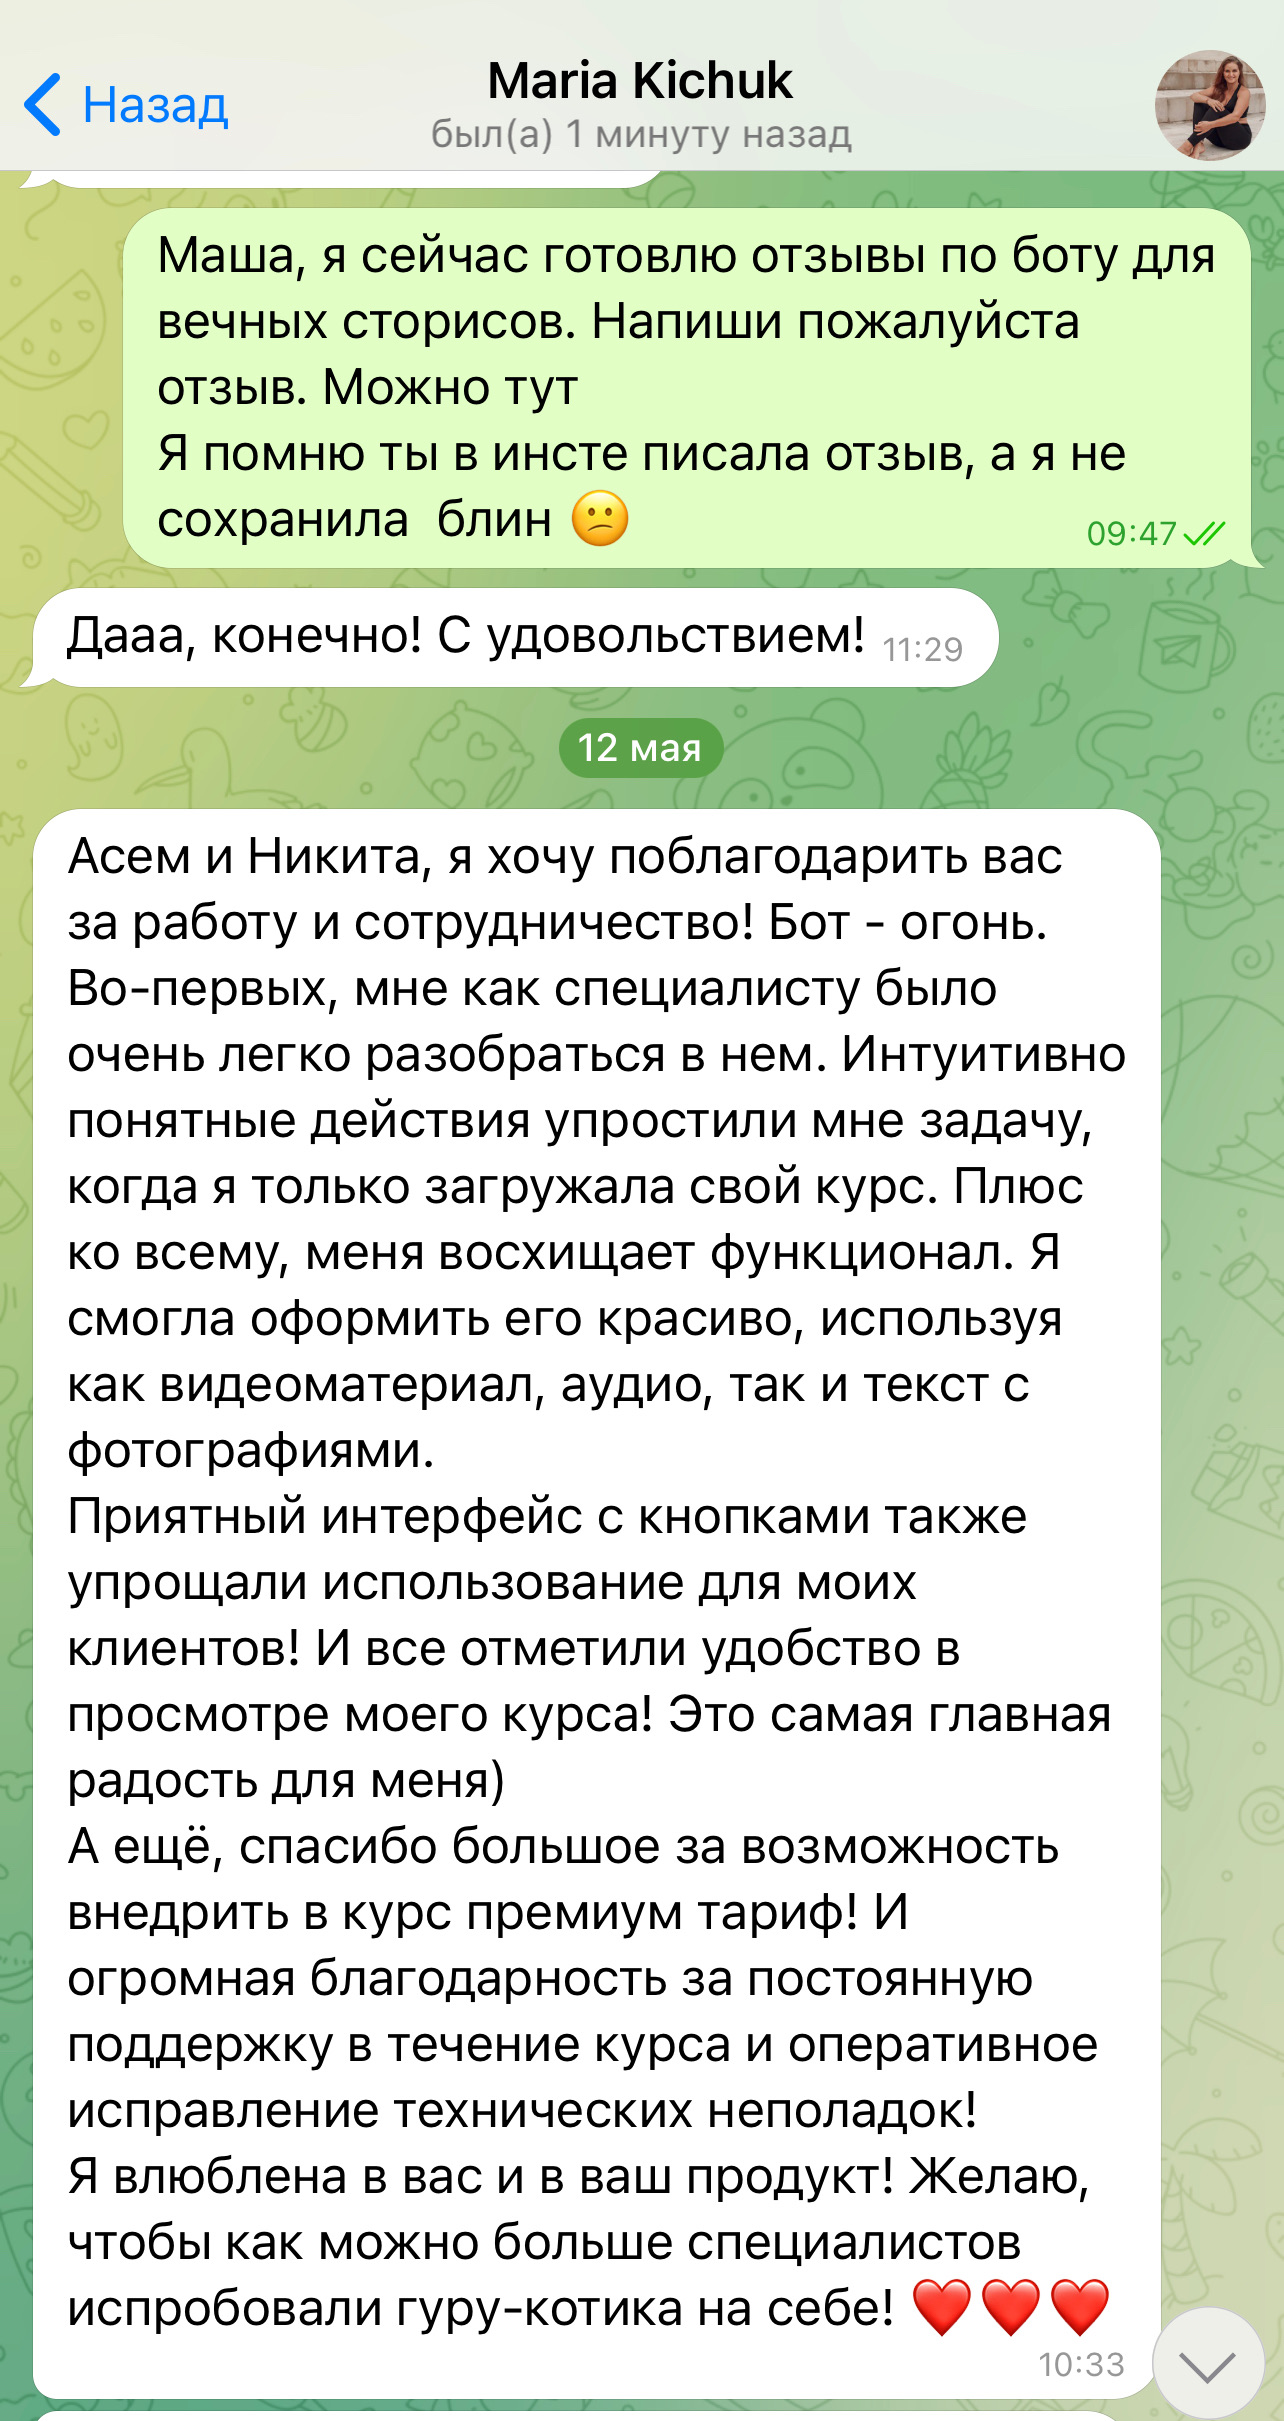 Назад
Maria Kichuk
был(а) 1 минуту назад
Маша, я сейчас готовлю отзывы по боту для
вечных сторисов. Напиши пожалуйста
отзыв. Можно тут
Я помню ты в инсте писала отзыв, а я не
сохранила блин 😕
09:47
Дааа, конечно! С удовольствием!
11:29
12 мая
Асем и Никита, я хочу поблагодарить вас
за работу и сотрудничество! Бот - огонь.
Во-первых, мне как специалисту было
очень легко разобраться в нем. Интуитивно
понятные действия упростили мне задачу,
когда я только загружала свой курс. Плюс
ко всему, меня восхищает функционал. Я
смогла оформить его красиво, используя
как видеоматериал, аудио, так и текст с
фотографиями.
Приятный интерфейс с кнопками также
упрощали использование для моих
клиентов! И все отметили удобство в
просмотре моего курса! Это самая главная
радость для меня)
А ещё, спасибо большое за возможность
внедрить в курс премиум тариф! И
огромная благодарность за постоянную
поддержку в течение курса и оперативное
исправление технических неполадок!
Я влюблена в вас и в ваш продукт! Желаю,
чтобы как можно больше специалистов
испробовали гуру-котика на себе! ❤️❤️❤️
10:33